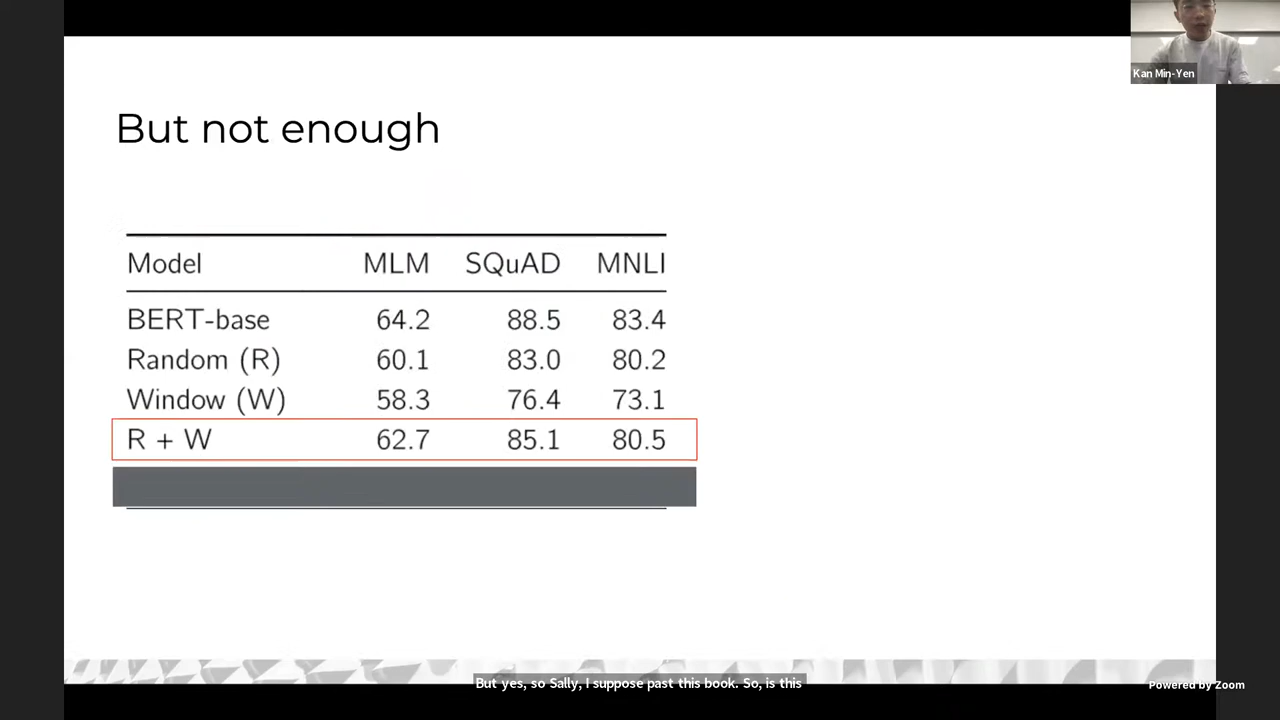 Kan Min-Yen
But not enough
Model MLM SQuAD MNLI
BERT-base 64.2 88.5 83.4
Random (R) 60.1 83.0 80.2
Window (W) 58.3 76.4 73.1
R + W 62.7 85.1 80.5
But yes, so Sally, I suppose past this book. So, is this
Powered by Zoom